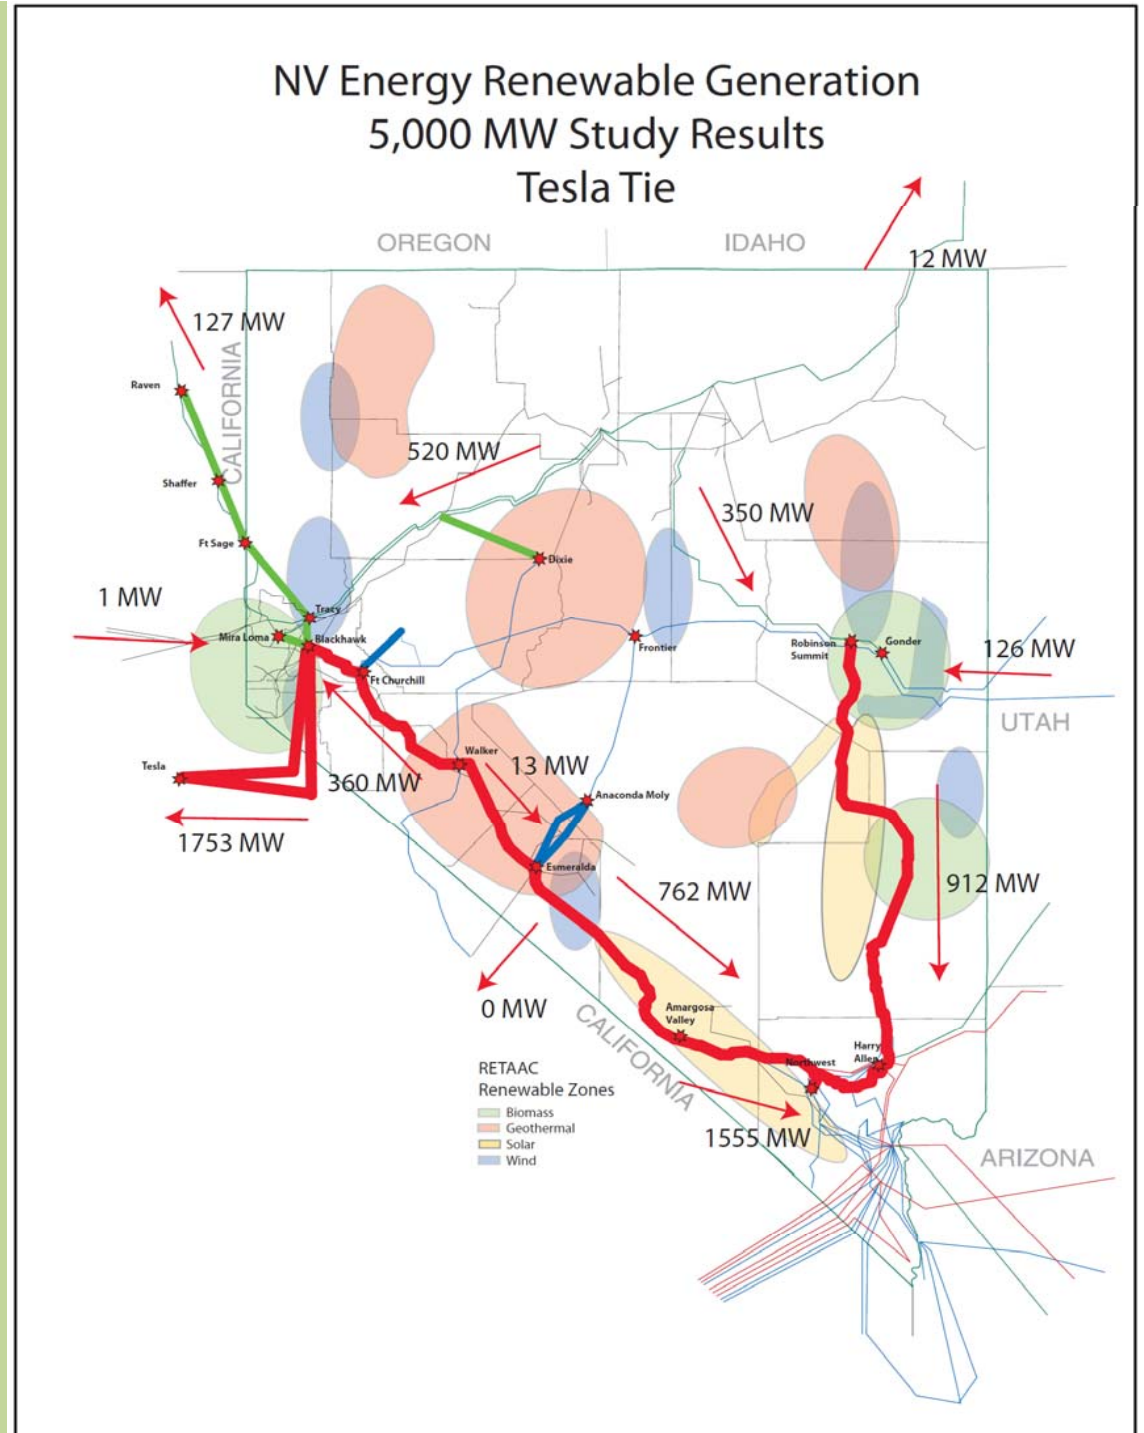 NV Energy Renewable Generation
5,000 MW Study Results
Tesla Tie
OREGON
IDAHO
12 MW
127 MW
CALIFORNIA
Raven
520 MW
Shaffer
350 MW
Ft Sage
Dixie
1 MW
Tracy
Mira Loma
Blackhawk
Frontier
Robinson
Summit
Gonder
126 MW
Ft Churchill
UTAH
Walker
Tesla
13 MW
360 MW
Anaconda Moly
1753 MW
Esmeralda
762 MW
912 MW
0 MW
CALIFORNIA
Amargosa
Valley
Harry
Allen
Northwest
RETAAC
Renewable Zones
Biomass
Geothermal
Solar
Wind
1555 MW
ARIZONA